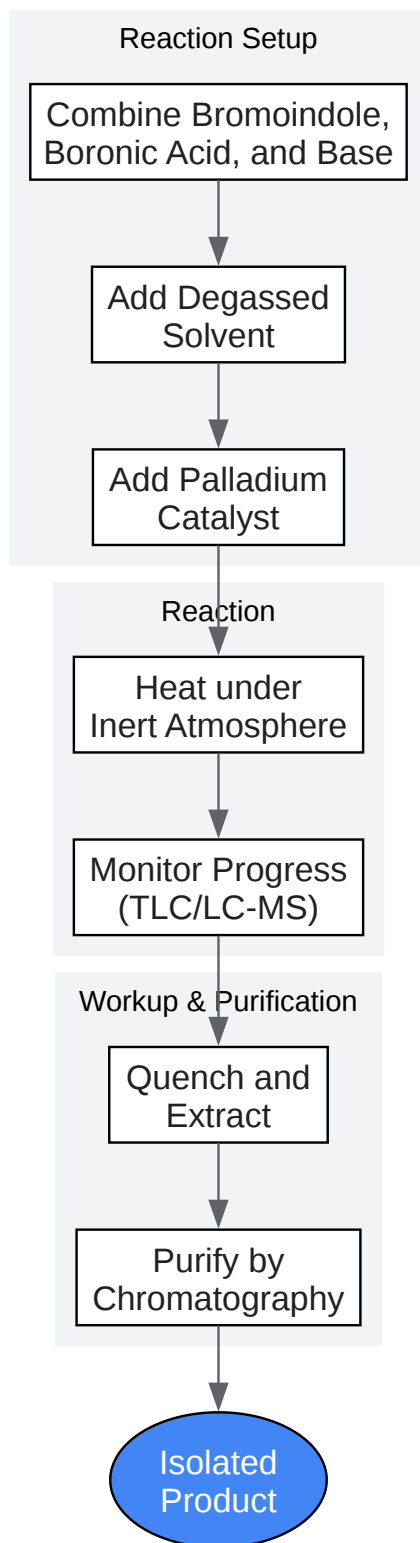 Reaction Setup
Combine Bromoindole,
Boronic Acid, and Base
Add Degassed
Solvent
Add Palladium
Catalyst
Reaction
Heat under
Inert Atmosphere
Monitor Progress
(TLC/LC-MS)
Workup & Purification
Quench and
Extract
Purify by
Chromatography
Isolated
Product